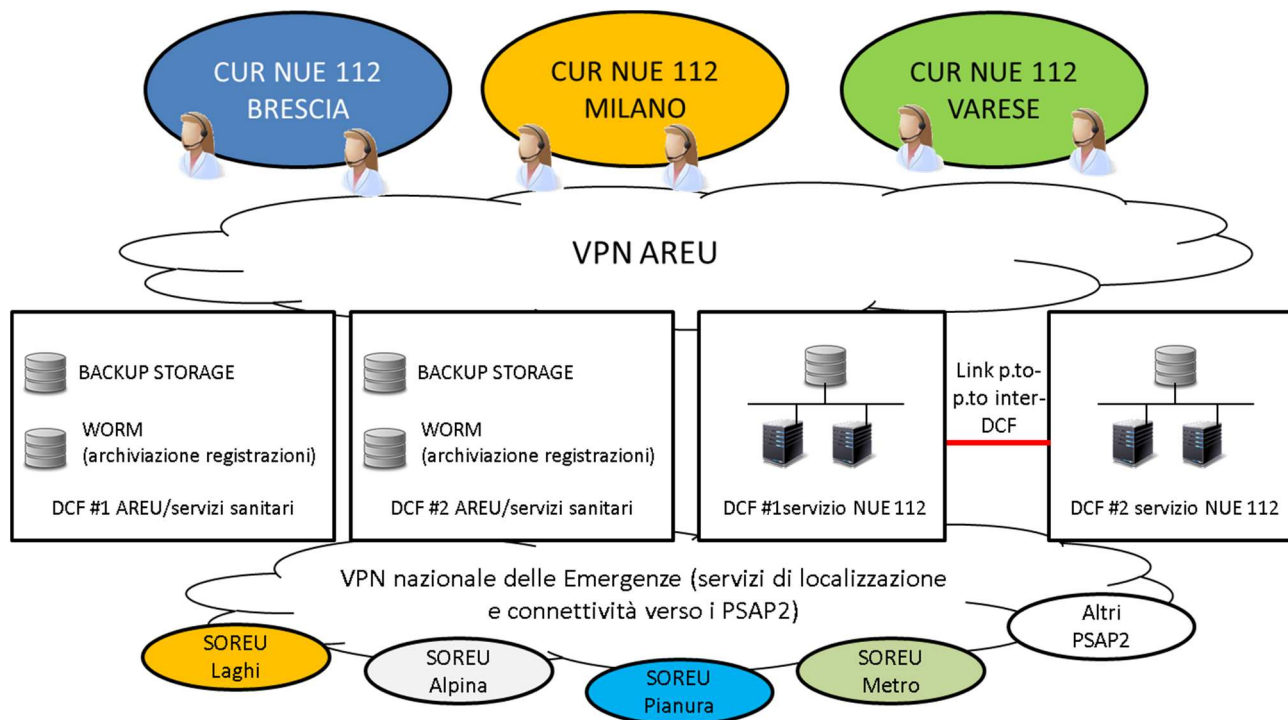 CUR NUE 112
BRESCIA
CUR NUE 112
MILANO
CUR NUE 112
VARESE
VPN AREU
BACKUP STORAGE
WORM
(archiviazione registrazioni)
DCF #1 AREU/servizi sanitari
BACKUP STORAGE
WORM
(archiviazione registrazioni)
DCF #2 AREU/servizi sanitari
DCF #1servizio NUE 112
Link p.to-
p.to inter-
DCF
DCF #2 servizio NUE 112
VPN nazionale delle Emergenze (servizi di localizzazione
e connettività verso i PSAP2)
SOREU
Laghi
SOREU
Alpina
SOREU
Pianura
SOREU
Metro
Altri
PSAP2